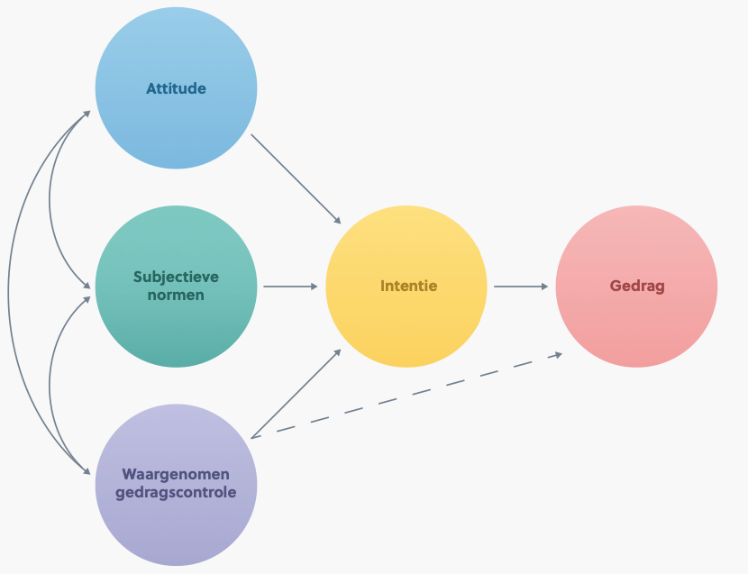 Attitude
Subjectieve
normen
Intentie
Gedrag
Waargenomen
gedragscontrole